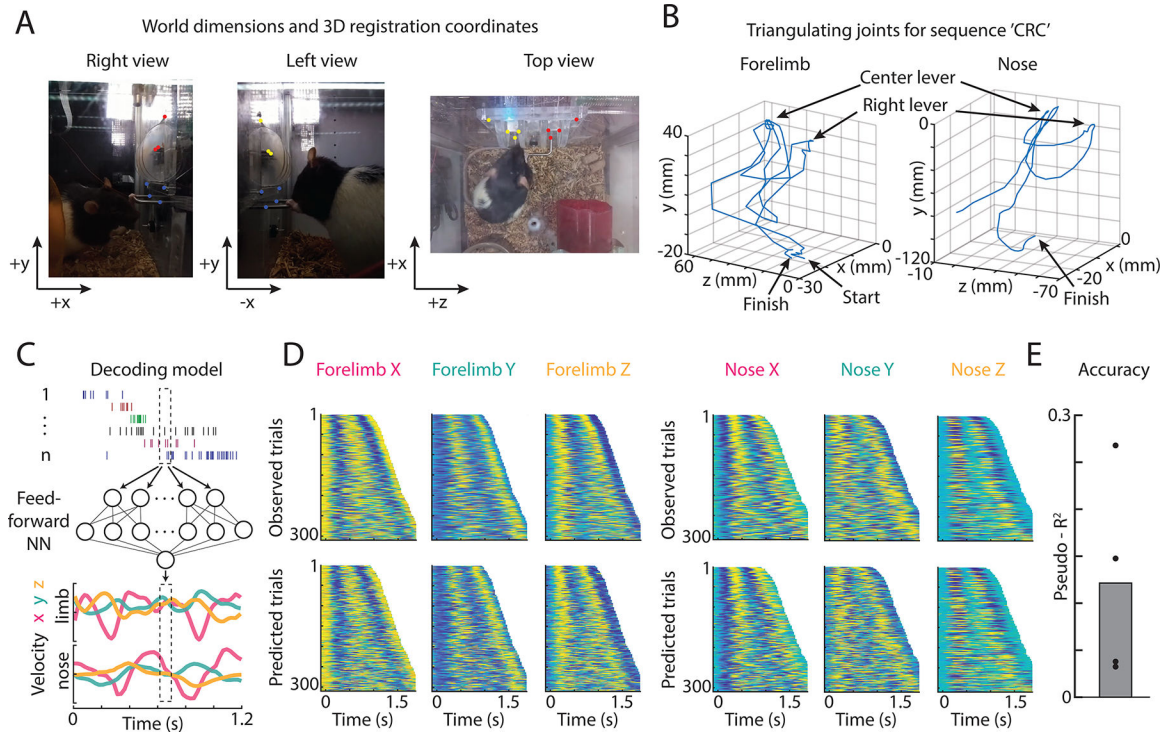 A
World dimensions and 3D registration coordinates
Right view
Left view
Top view
+y
+x
+y
-x
+x
+z
B
Triangulating joints for sequence 'CRC'
Forelimb
Center lever
Nose
Right lever
40
y (mm)
-20
60
z (mm)
0
-30
x (mm)
0
Finish
Start
0
y (mm)
-120
-10
z (mm)
-70
-20
x (mm)
0
Finish
C
Decoding model
1
n
Feed-
forward
NN
Velocity x y z
limb
nose
0
1.2
Time (s)
D
Forelimb X
Forelimb Y
Forelimb Z
Nose X
Nose Y
Nose Z
Observed trials
1
300
Observed trials
1
300
Predicted trials
1
300
0
1.5
Time (s)
0
1.5
Time (s)
0
1.5
Time (s)
Predicted trials
1
300
0
1.5
Time (s)
0
1.5
Time (s)
0
1.5
Time (s)
E
Accuracy
0.3
Pseudo - R²
0